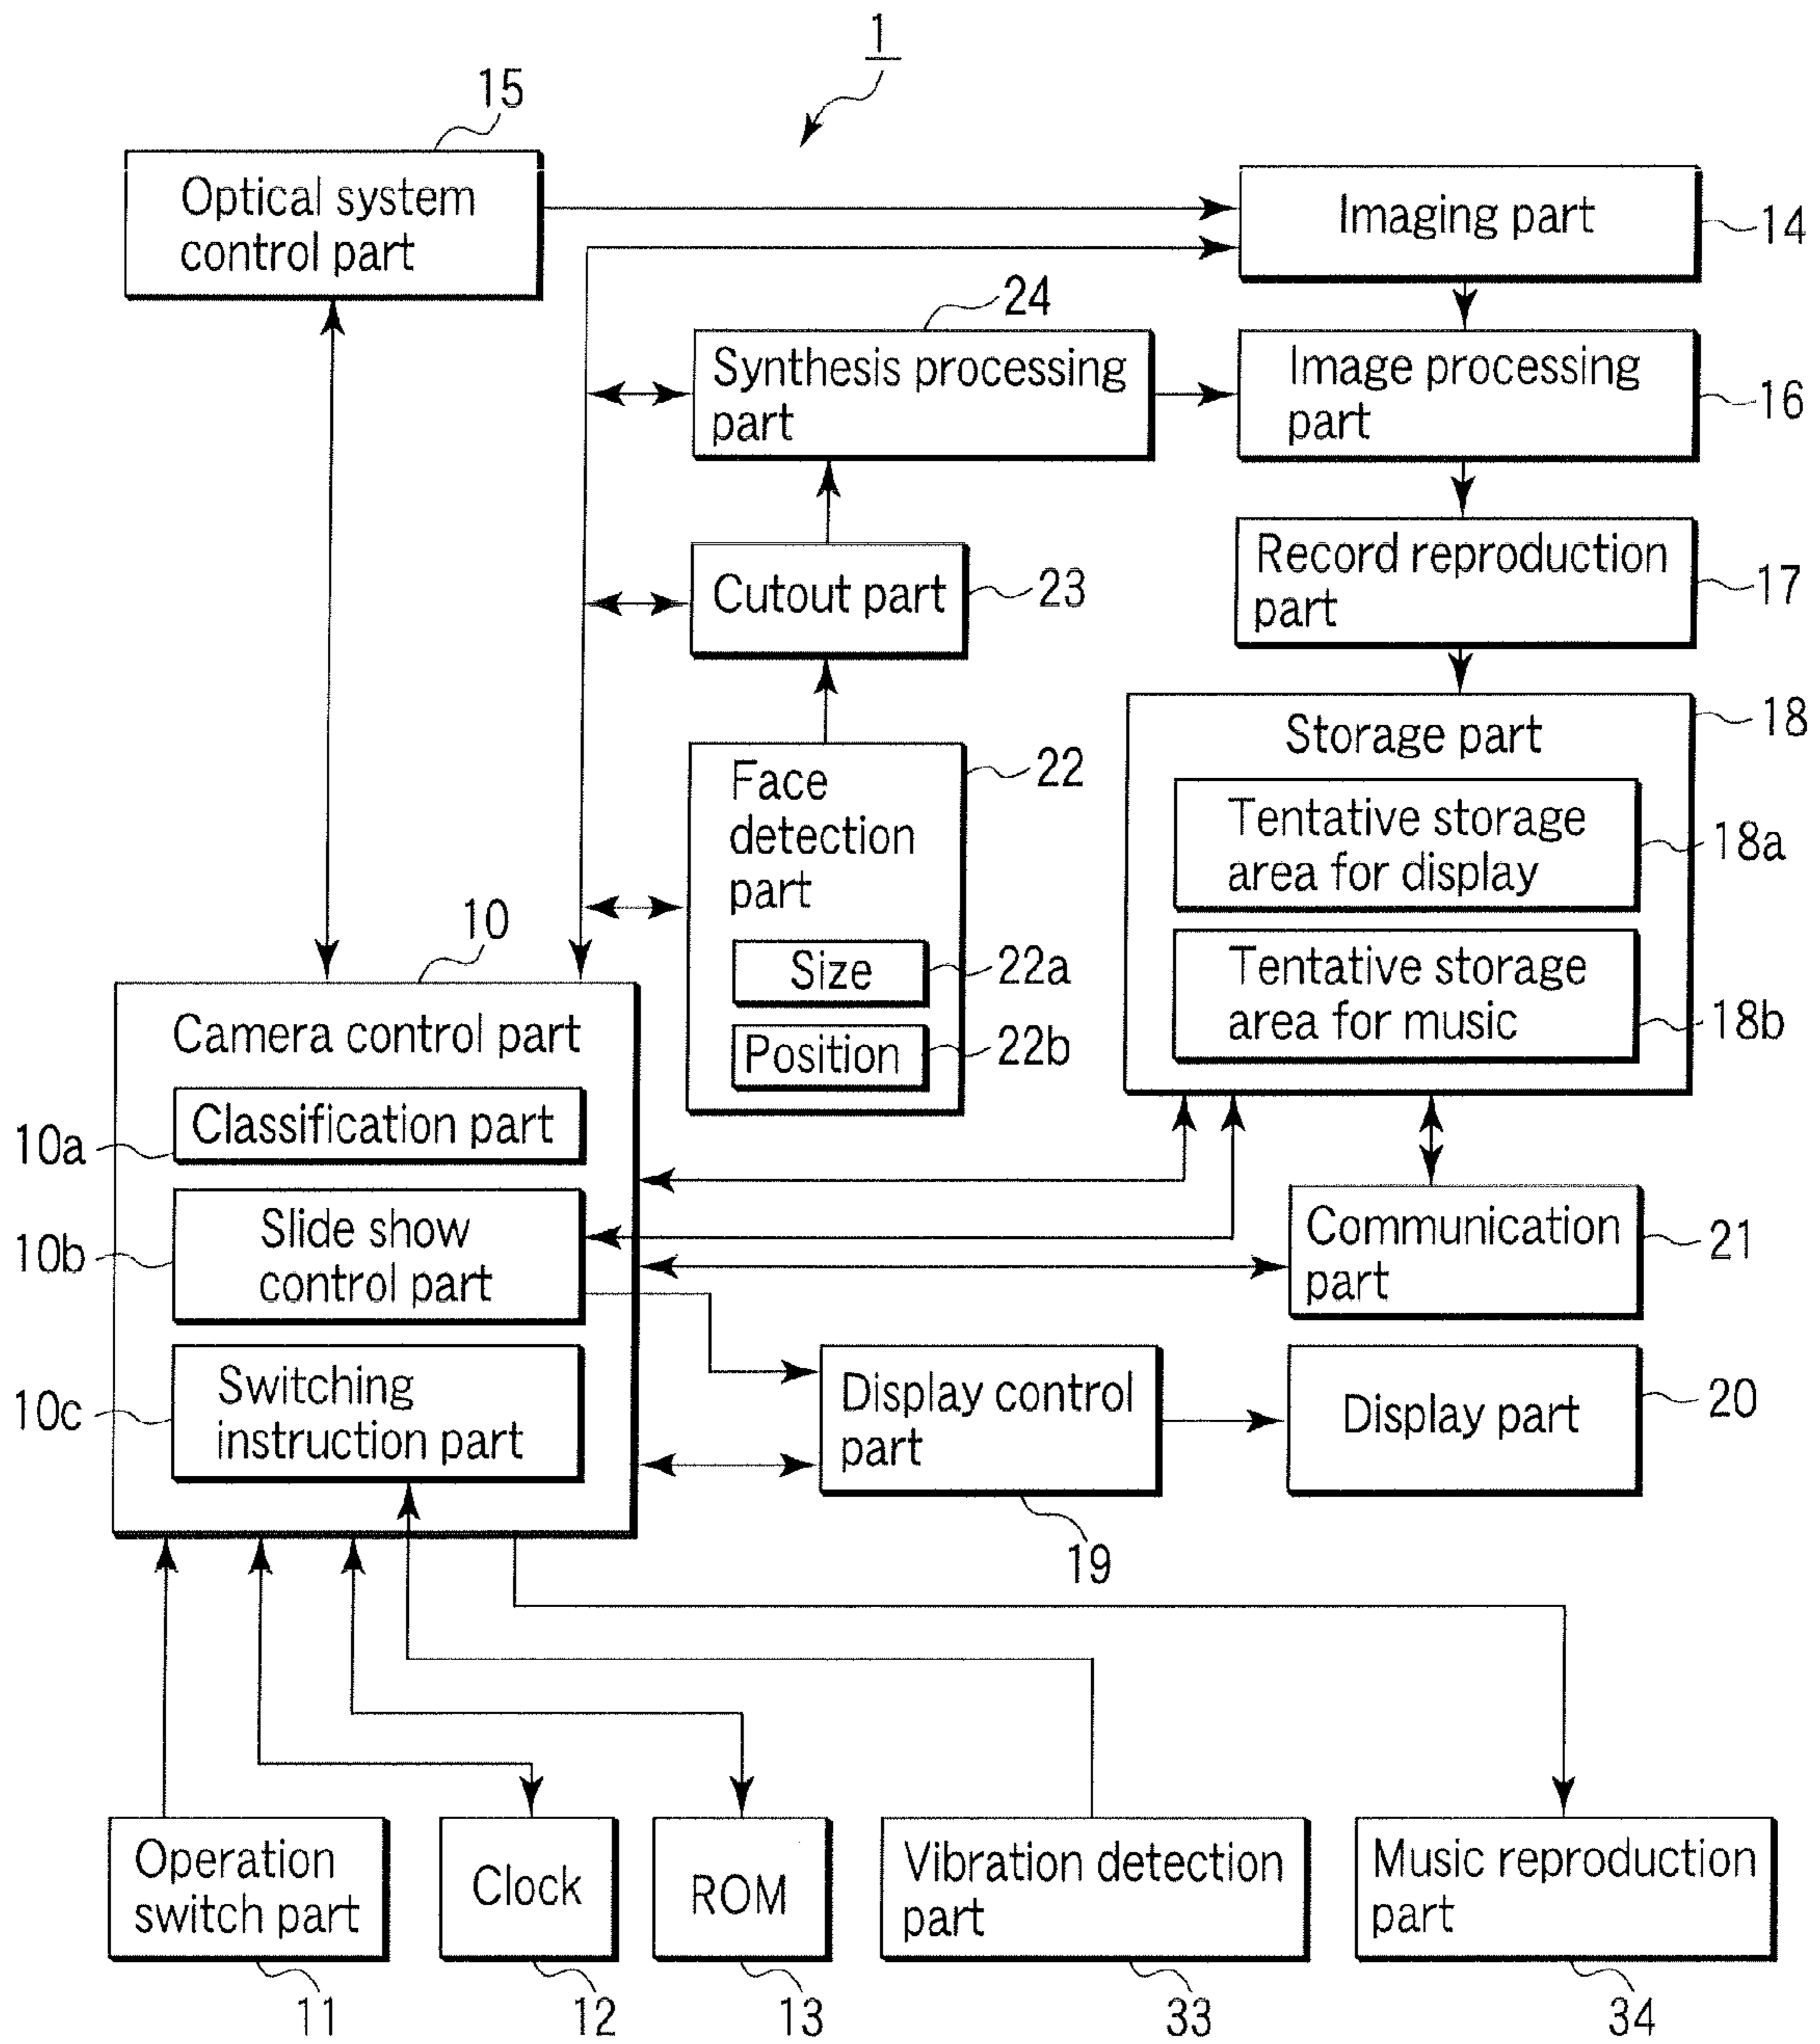 1
15
Optical system
control part
Imaging part
14
24
Synthesis processing
part
Image processing
part
16
Cutout part
23
Record reproduction
part
17
Face
detection
part
22
Size
22a
Position
22b
Storage part
18
Tentative storage
area for display
18a
Tentative storage
area for music
18b
10
Camera control part
Classification part
10a
Slide show
control part
10b
Switching
instruction part
10c
Communication
part
21
Display control
part
19
Display part
20
Operation
switch part
11
Clock
12
ROM
13
Vibration detection
part
33
Music reproduction
part
34